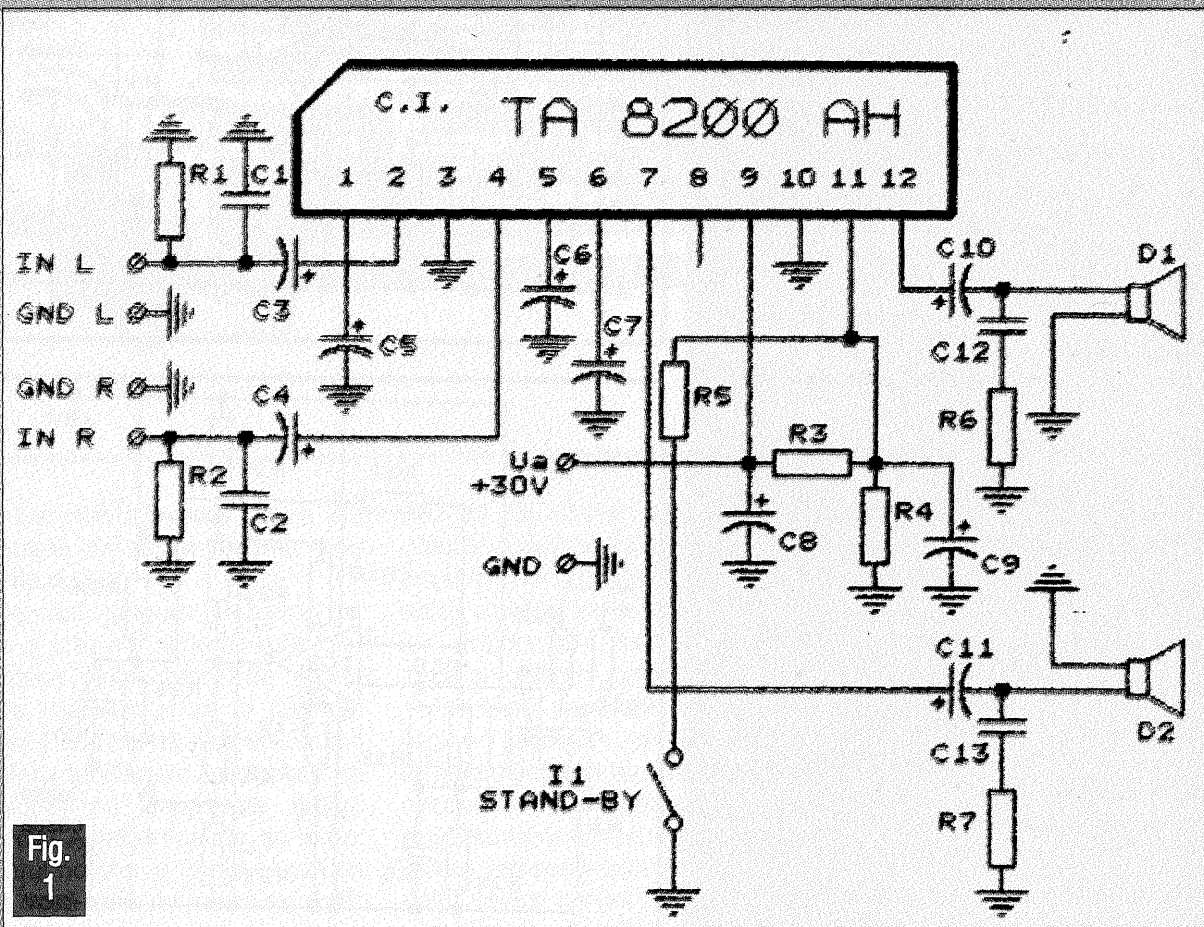 C.I. TA 8200 AH
1 2 3 4 5 6 7 8 9 10 11 12
R1
C1
IN L
C3
GND L
C5
C6
C7
GND R
C4
IN R
R2
C2
R5
Ua
+30V
R3
R4
C8
C9
GND
C10
D1
C12
R6
C11
D2
C13
R7
I1
STAND-BY
Fig.
1